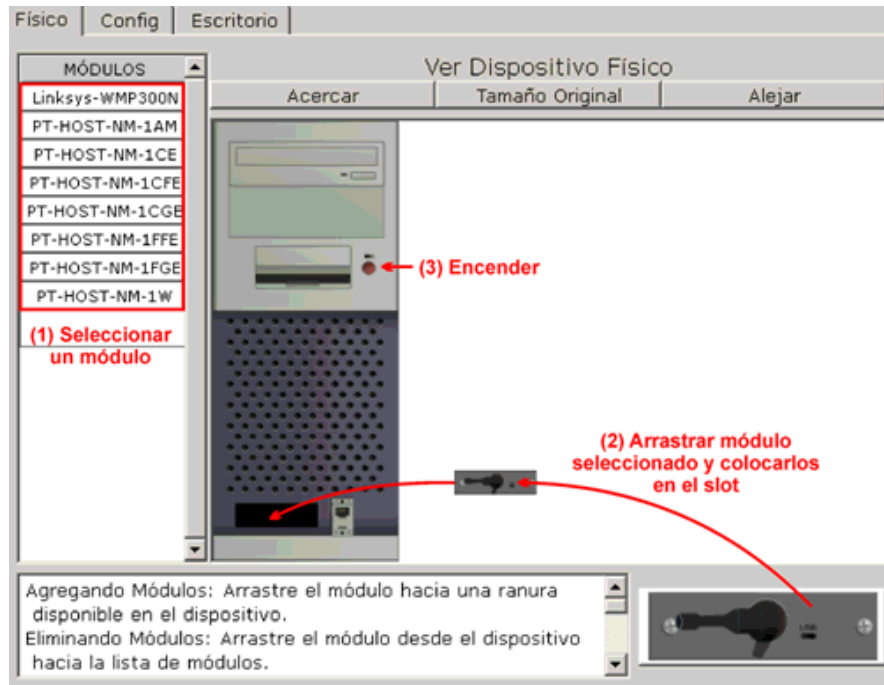 Físico
Config
Escritorio
MÓDULOS
Ver Dispositivo Físico
Linksys-WMP300N
Acercar
Tamaño Original
Alejar
PT-HOST-NM-1AM
PT-HOST-NM-1CE
PT-HOST-NM-1CFE
PT-HOST-NM-1CGE
PT-HOST-NM-1FFE
PT-HOST-NM-1FGE
PT-HOST-NM-1W
(3) Encender
(1) Seleccionar
un módulo
(2) Arrastrar módulo
seleccionado y colocarlos
en el slot
Agregando Módulos: Arrastre el módulo hacia una ranura
disponible en el dispositivo.
Eliminando Módulos: Arrastre el módulo desde el dispositivo
hacia la lista de módulos.
LINK